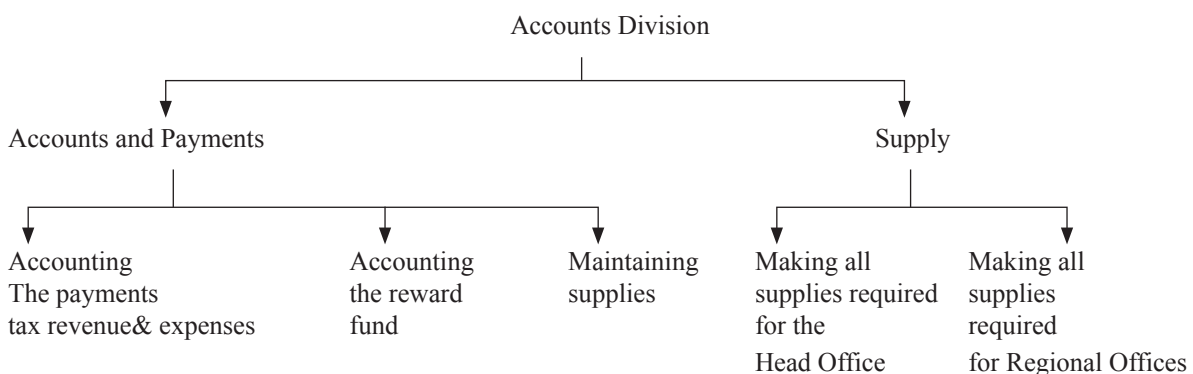 Accounts Division
Accounts and Payments
Supply
Accounting
The payments
tax revenue& expenses
Accounting
the reward
fund
Maintaining
supplies
Making all
supplies required
for the
Head Office
Making all
supplies
required
for Regional Offices